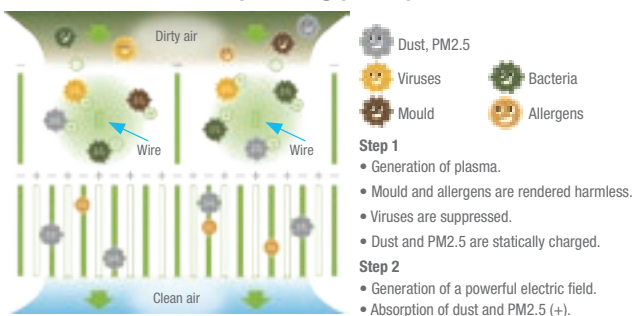 Dirty air
Wire
Wire
Clean air
Dust, PM2.5
Viruses
Bacteria
Mould
Allergens
Step 1
• Generation of plasma.
• Mould and allergens are rendered harmless.
• Viruses are suppressed.
• Dust and PM2.5 are statically charged.
Step 2
• Generation of a powerful electric field.
• Absorption of dust and PM2.5 (+).